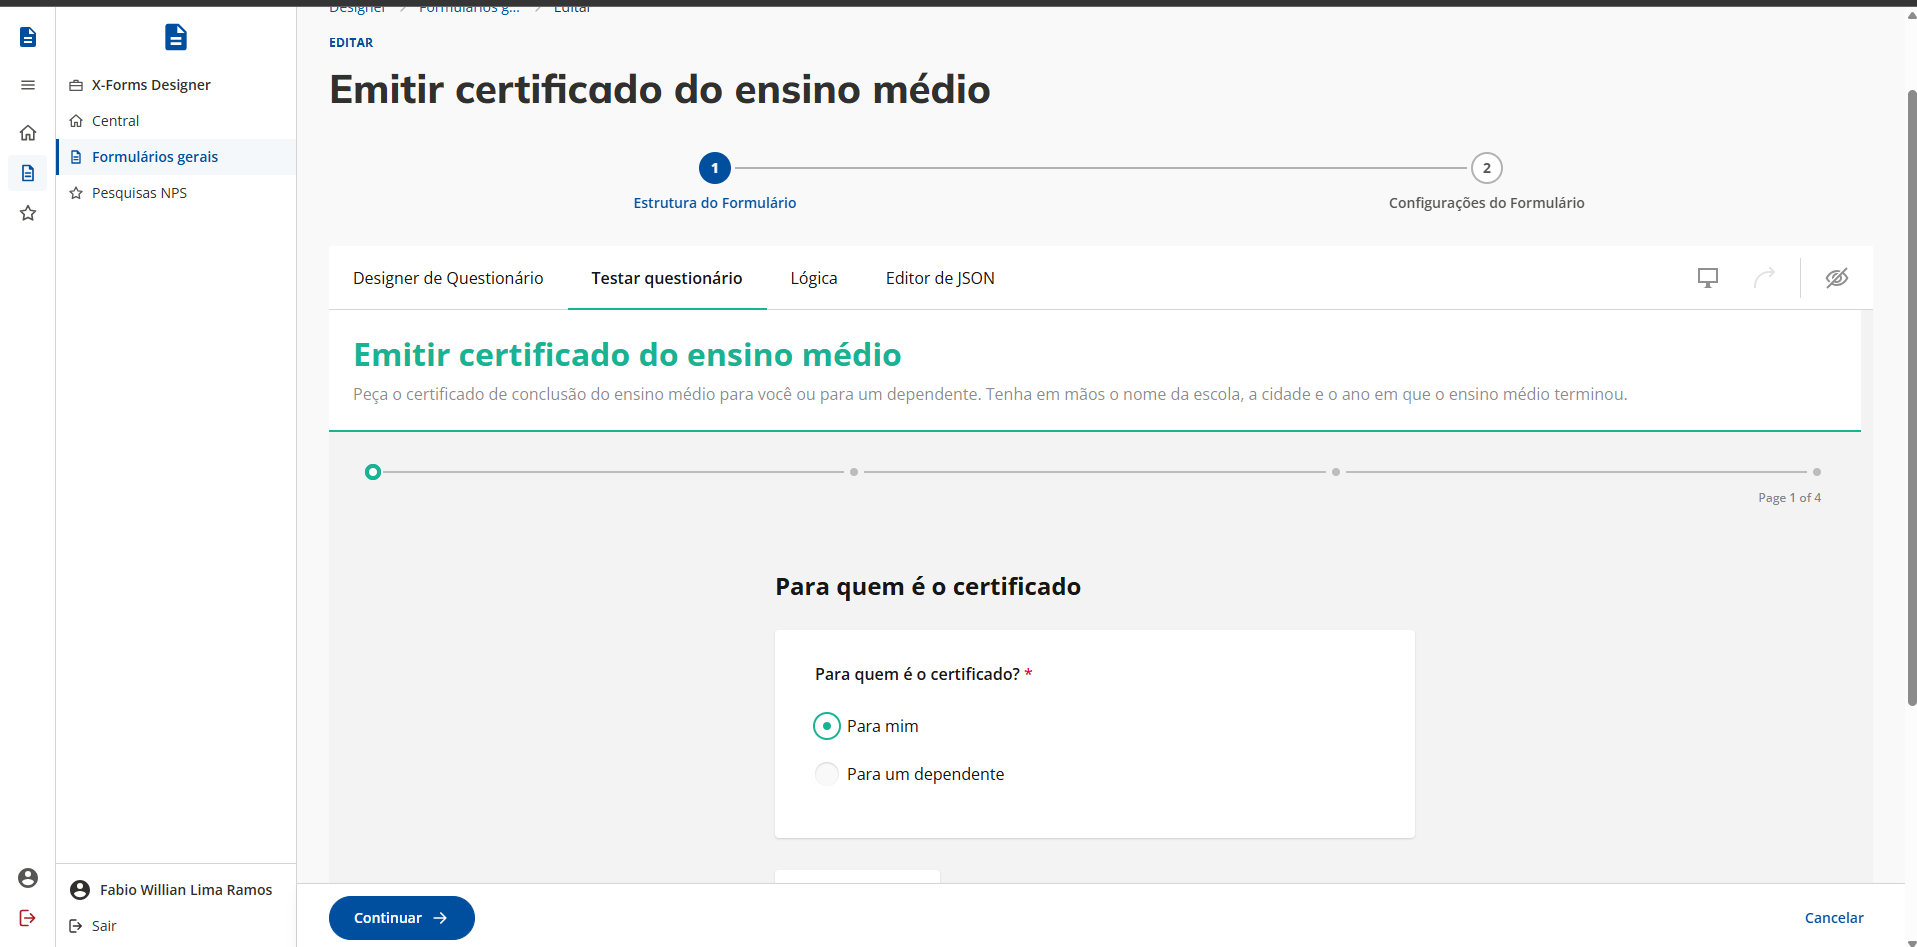 Designer > Formulários g... > Editar
EDITAR
Emitir certificado do ensino médio
X-Forms Designer
Central
Formulários gerais
Pesquisas NPS
1
2
Estrutura do Formulário
Configurações do Formulário
Designer de Questionário
Testar questionário
Lógica
Editor de JSON
Emitir certificado do ensino médio
Peça o certificado de conclusão do ensino médio para você ou para um dependente. Tenha em mãos o nome da escola, a cidade e o ano em que o ensino médio terminou.
Page 1 of 4
Para quem é o certificado
Para quem é o certificado? *
Para mim
Para um dependente
Fabio Willian Lima Ramos
Sair
Continuar
Cancelar